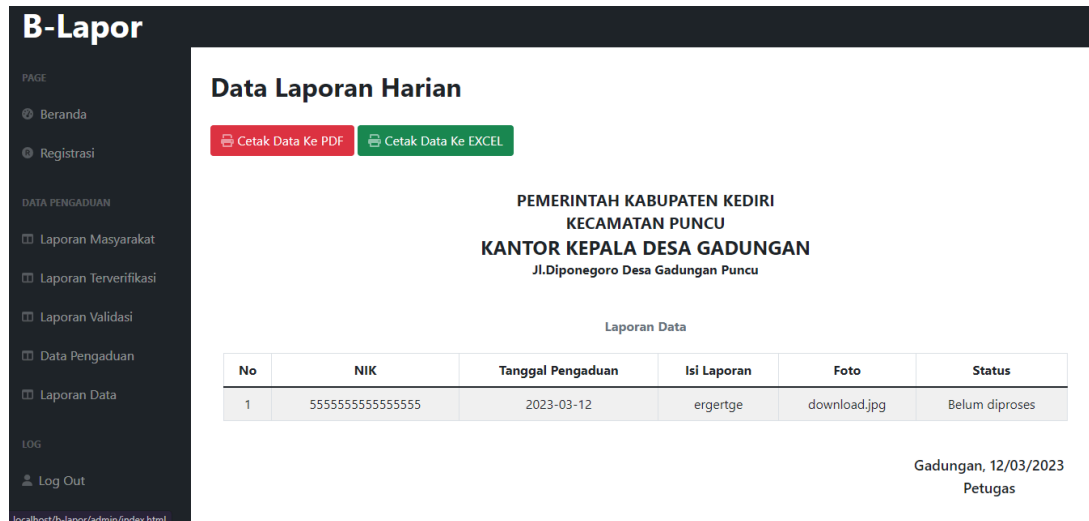 B-Lapor
PAGE
Beranda
Registrasi
DATA PENGADUAN
Laporan Masyarakat
Laporan Terverifikasi
Laporan Validasi
Data Pengaduan
Laporan Data
LOG
Log Out
localhost/b-lapor/admin/index.html
Data Laporan Harian
Cetak Data Ke PDF Cetak Data Ke EXCEL
PEMERINTAH KABUPATEN KEDIRI
KECAMATAN PUNCU
KANTOR KEPALA DESA GADUNGAN
Jl.Diponegoro Desa Gadungan Puncu
Laporan Data
No NIK Tanggal Pengaduan Isi Laporan Foto Status
1 5555555555555555 2023-03-12 ergertge download.jpg Belum diproses
Gadungan, 12/03/2023
Petugas